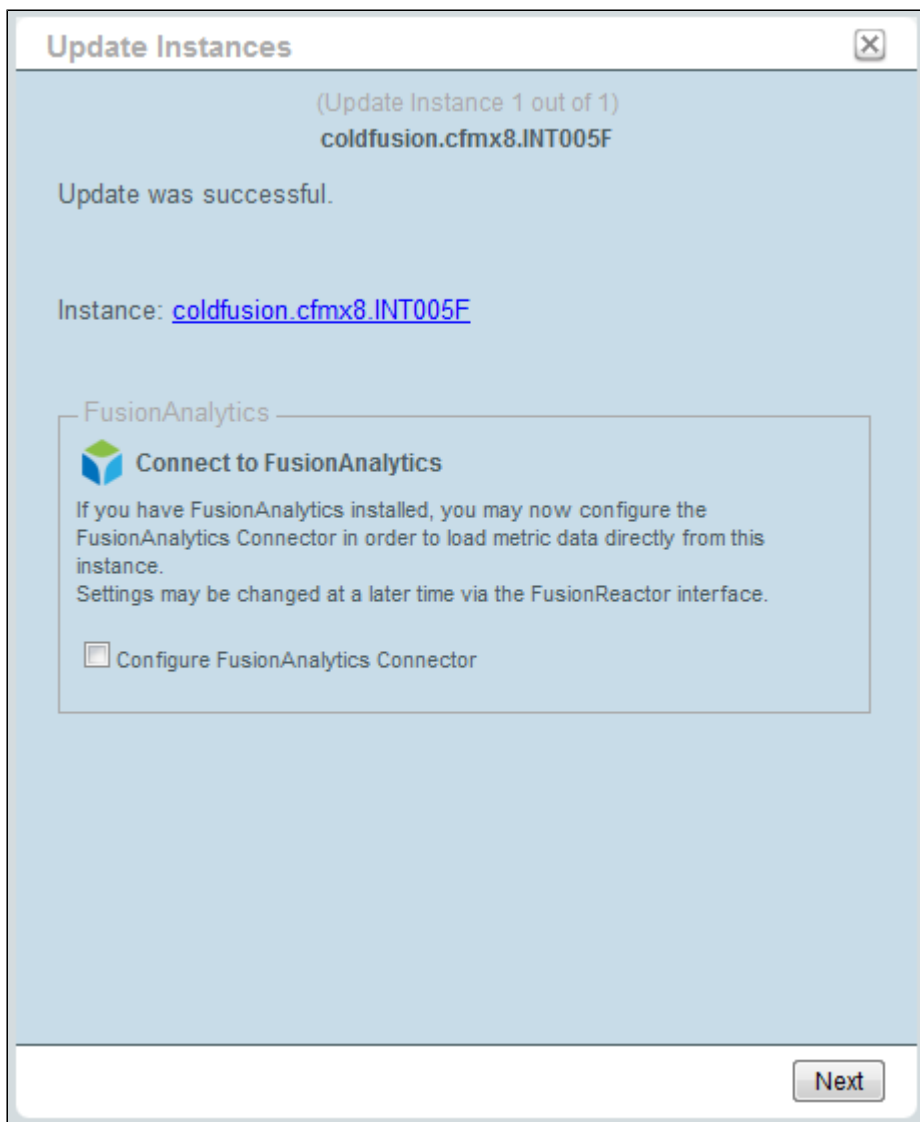 Update Instances
(Update Instance 1 out of 1)
coldfusion.cfmx8.INT005F
Update was successful.
Instance: coldfusion.cfmx8.INT005F
FusionAnalytics
Connect to FusionAnalytics
If you have FusionAnalytics installed, you may now configure the
FusionAnalytics Connector in order to load metric data directly from this
instance.
Settings may be changed at a later time via the FusionReactor interface.
Configure FusionAnalytics Connector
Next